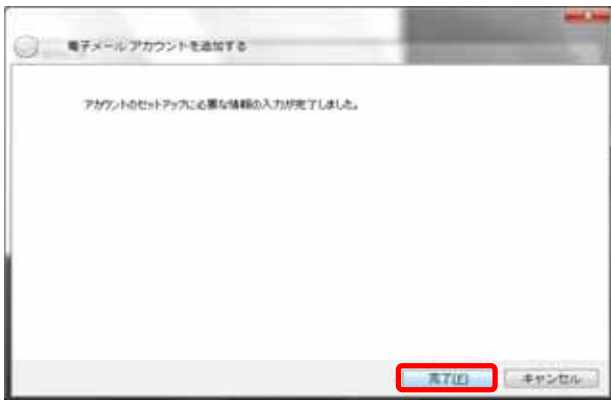 電子メール アカウントを追加する
アカウントのセットアップに必要な情報の入力が完了しました。
完了(F)
キャンセル